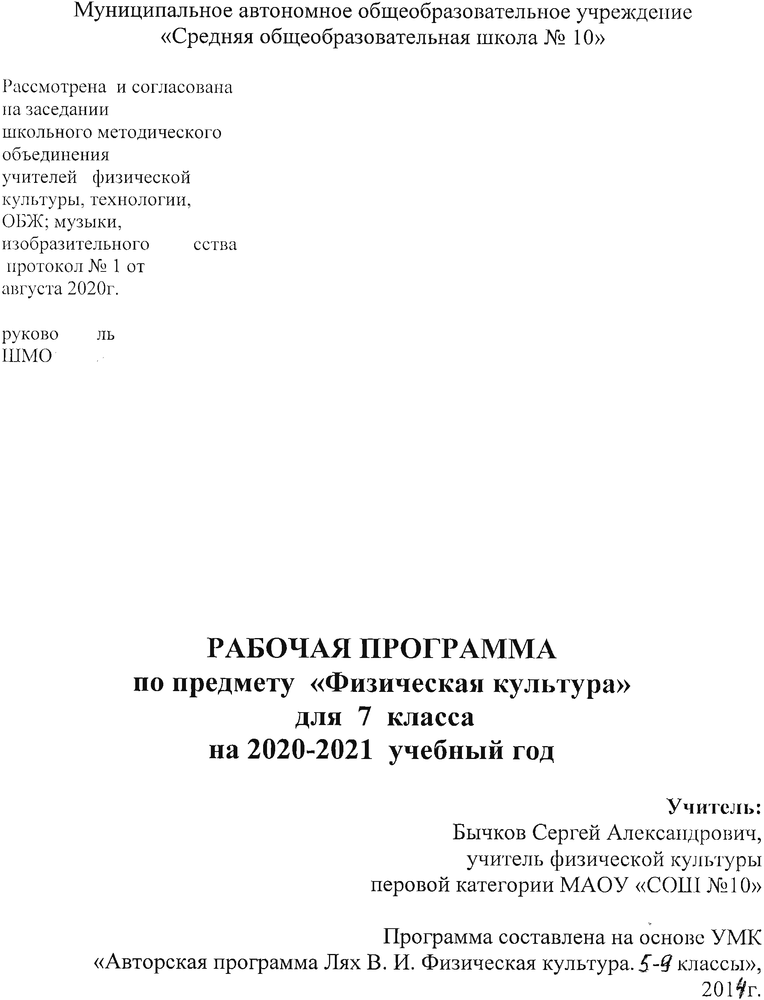 Муниципальное автономное общеобразовательное учреждение
«Средняя общеобразовательная школа № 10»
Рассмотрена и согласована
на заседании
школьного методического
объединения
учителей физической
культуры, технологии,
ОБЖ; музыки,
изобразительного сства
протокол № 1 от
августа 2020г.
руково ль
ШМО
РАБОЧАЯ ПРОГРАММА
по предмету «Физическая культура»
для 7 класса
на 2020-2021 учебный год
Учитель:
Бычков Сергей Александрович,
учитель физической культуры
перовой категории МАОУ «СОШ №10»
Программа составлена на основе УМК
«Авторская программа Лях В. И. Физическая культура. 5-9 классы»,
2014г.